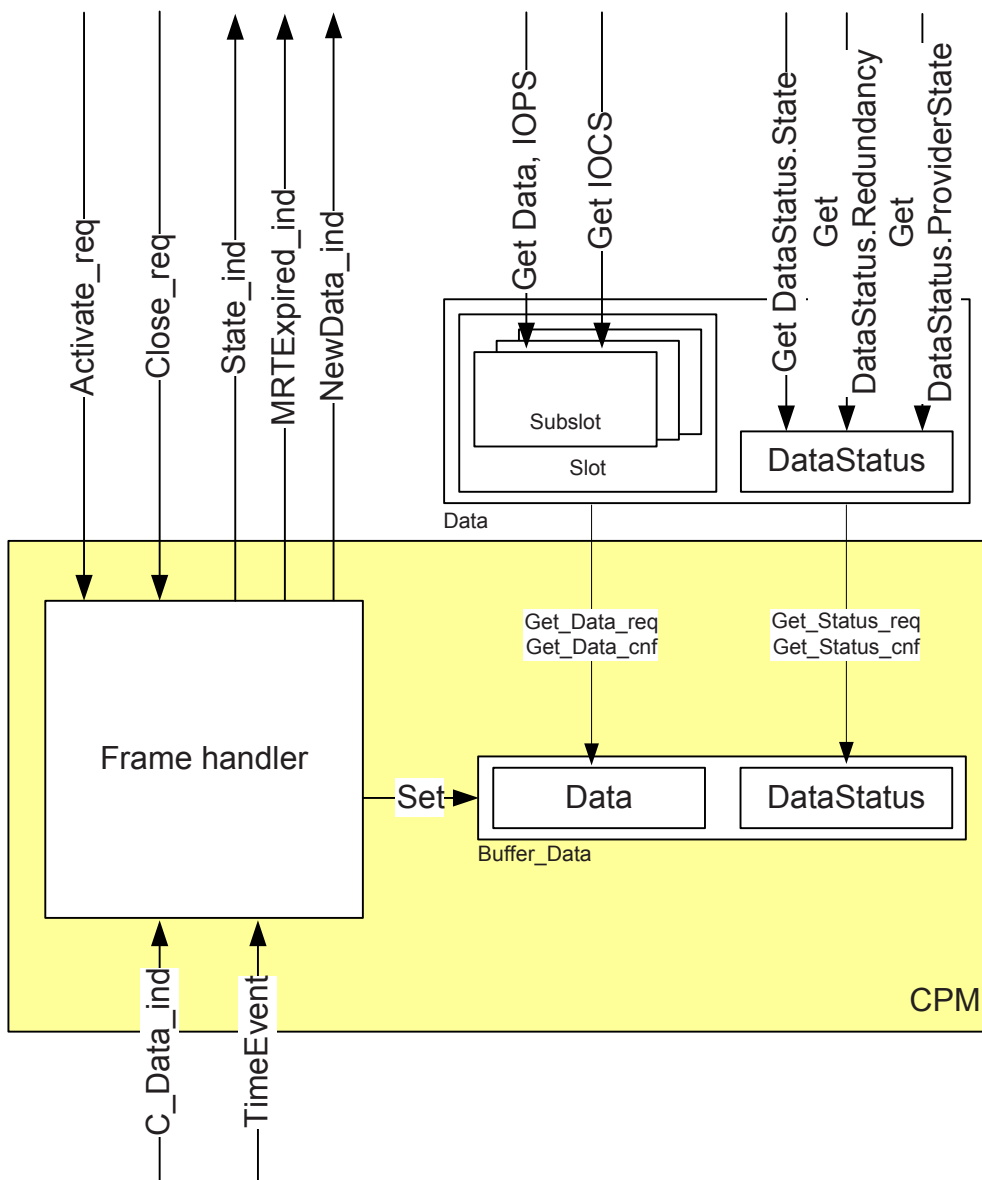 Activate_req
Close_req
State_ind
MRTExpired_ind
NewData_ind
Get Data, IOPS
Get IOCS
Get DataStatus.State
Get
DataStatus.Redundancy
Get
DataStatus.ProviderState
Subslot
Slot
DataStatus
Data
Get_Data_req
Get_Data_cnf
Get_Status_req
Get_Status_cnf
Frame handler
Set
Data
DataStatus
Buffer_Data
C_Data_ind
TimeEvent
CPM